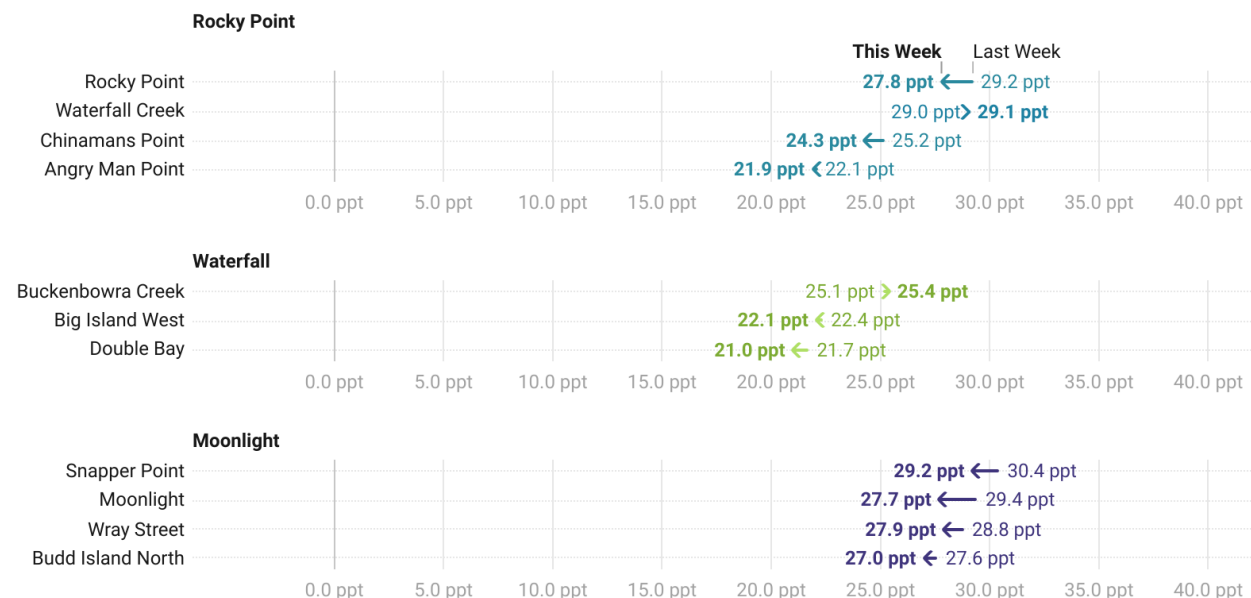 Rocky Point
This Week Last Week
Rocky Point 27.8 ppt 29.2 ppt
Waterfall Creek 29.0 ppt 29.1 ppt
Chinamans Point 24.3 ppt 25.2 ppt
Angry Man Point 21.9 ppt 22.1 ppt
0.0 ppt 5.0 ppt 10.0 ppt 15.0 ppt 20.0 ppt 25.0 ppt 30.0 ppt 35.0 ppt 40.0 ppt
Waterfall
Buckenbowra Creek 25.1 ppt 25.4 ppt
Big Island West 22.1 ppt 22.4 ppt
Double Bay 21.0 ppt 21.7 ppt
0.0 ppt 5.0 ppt 10.0 ppt 15.0 ppt 20.0 ppt 25.0 ppt 30.0 ppt 35.0 ppt 40.0 ppt
Moonlight
Snapper Point 29.2 ppt 30.4 ppt
Moonlight 27.7 ppt 29.4 ppt
Wray Street 27.9 ppt 28.8 ppt
Budd Island North 27.0 ppt 27.6 ppt
0.0 ppt 5.0 ppt 10.0 ppt 15.0 ppt 20.0 ppt 25.0 ppt 30.0 ppt 35.0 ppt 40.0 ppt